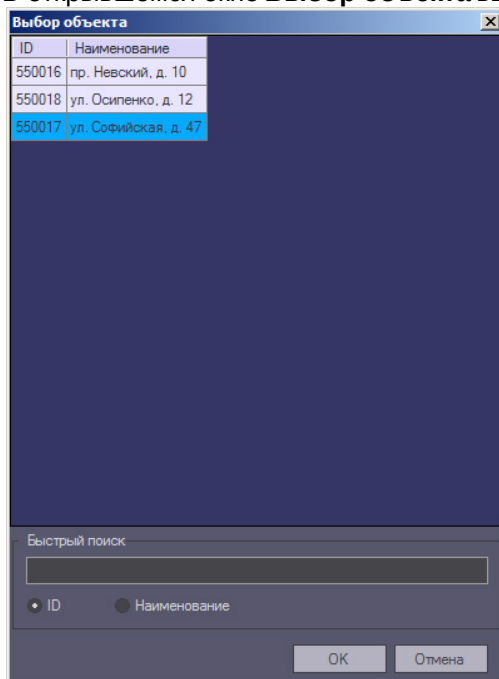 Выбор объекта
ID Наименование
550016 пр. Невский, д. 10
550018 ул. Осипенко, д. 12
550017 ул. Софийская, д. 47
Быстрый поиск
ID Наименование
OK Отмена